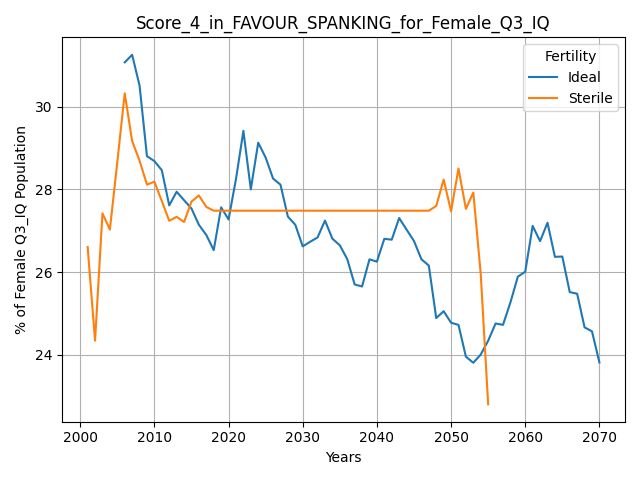 Score_4_in_FAVOUR_SPANKING_for_Female_Q3_IQ
Fertility
Ideal
Sterile
% of Female Q3_IQ Population
30
28
26
24
2000 2010 2020 2030 2040 2050 2060 2070
Years